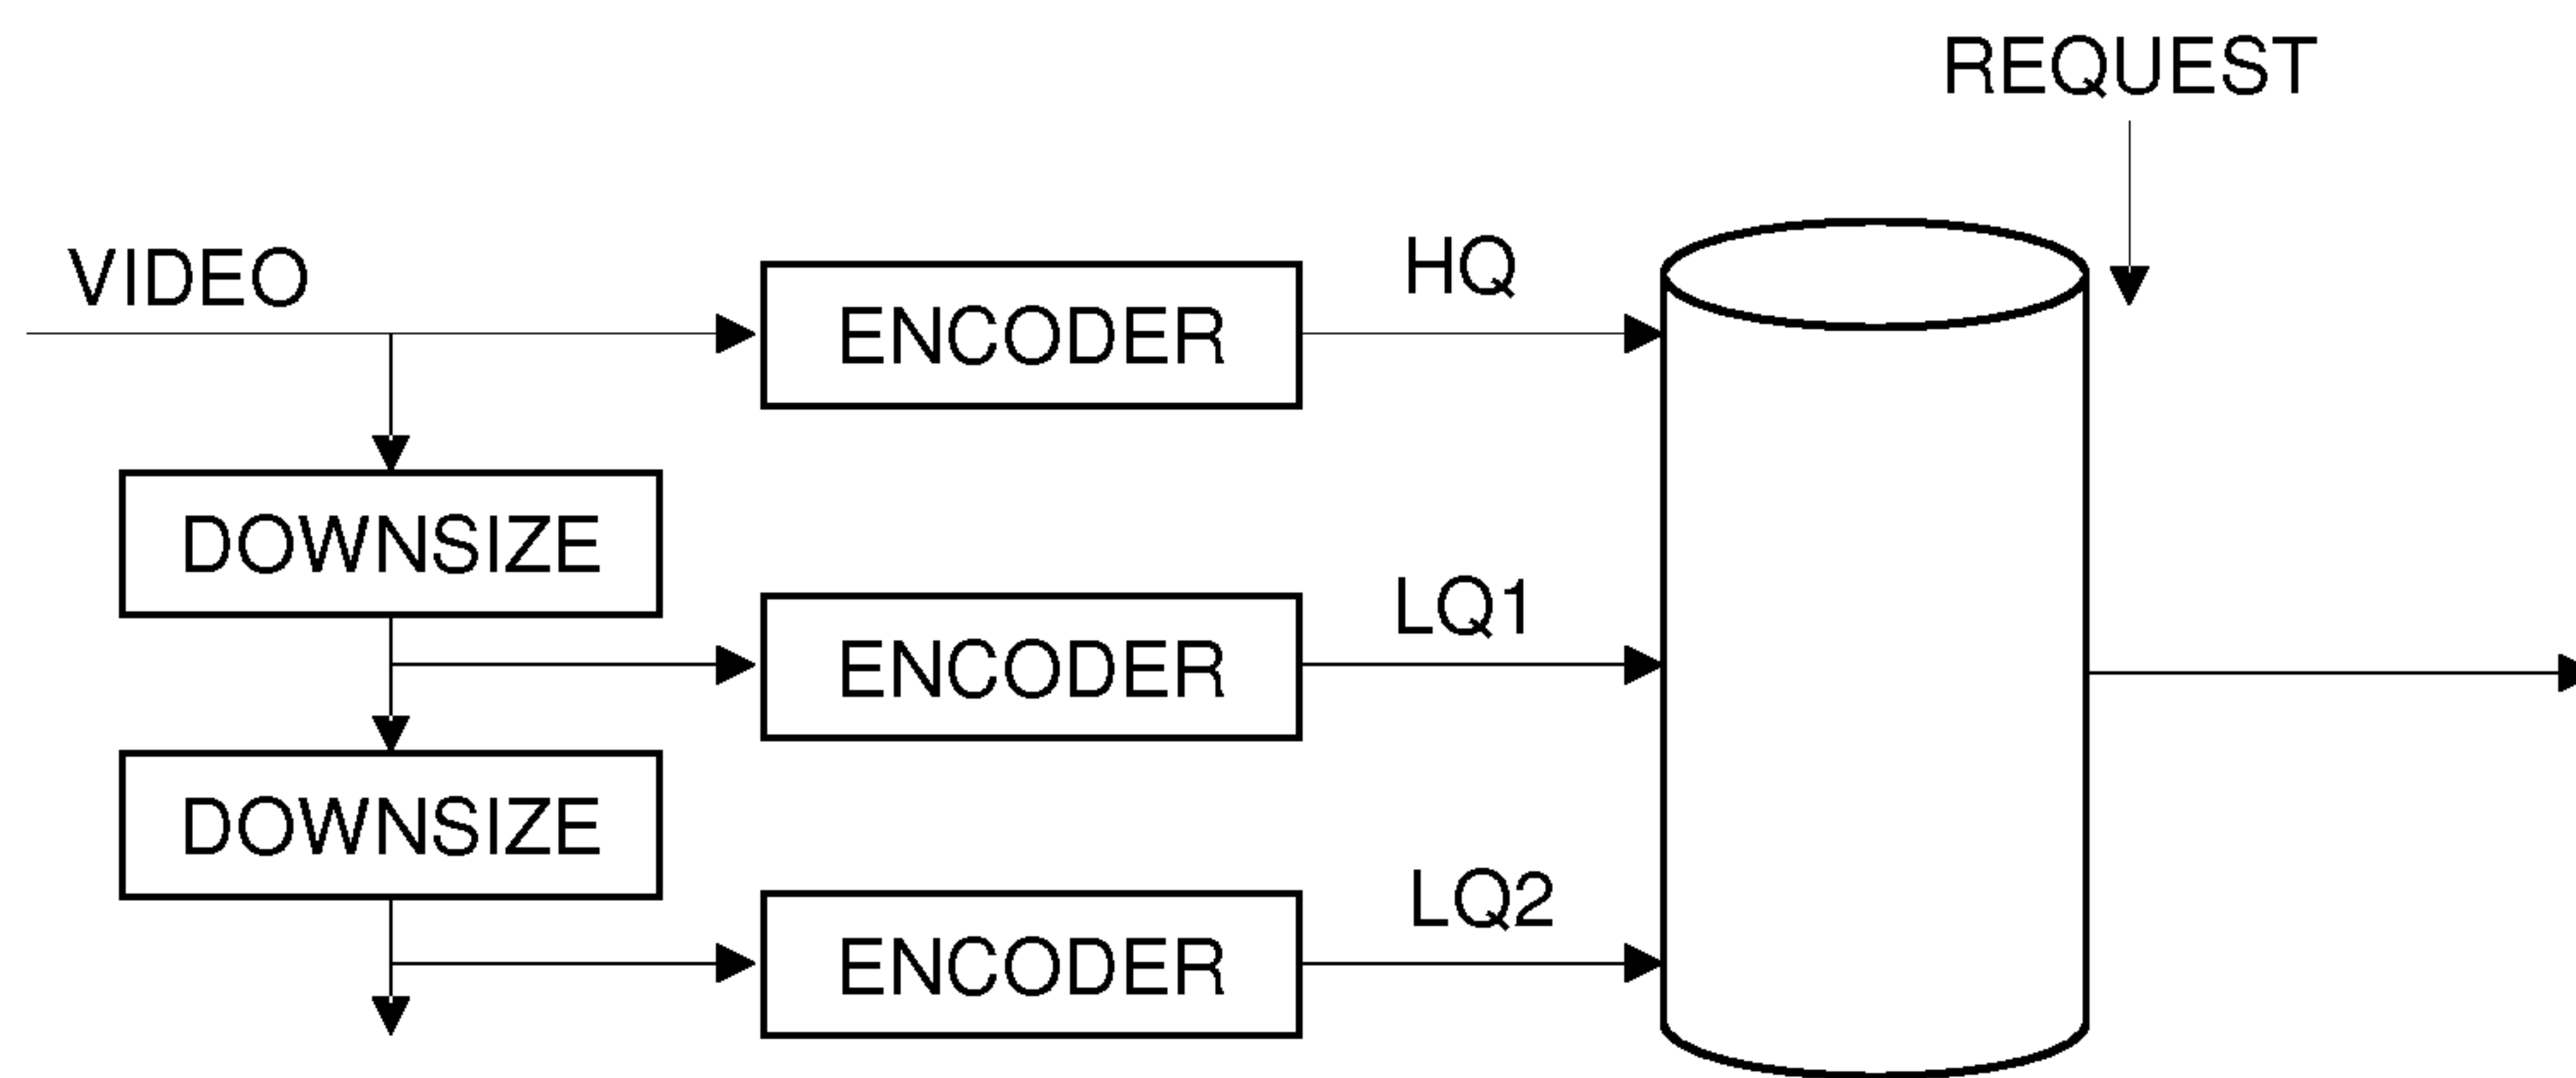 REQUEST
VIDEO
ENCODER
HQ
DOWNSIZE
ENCODER
LQ1
DOWNSIZE
ENCODER
LQ2